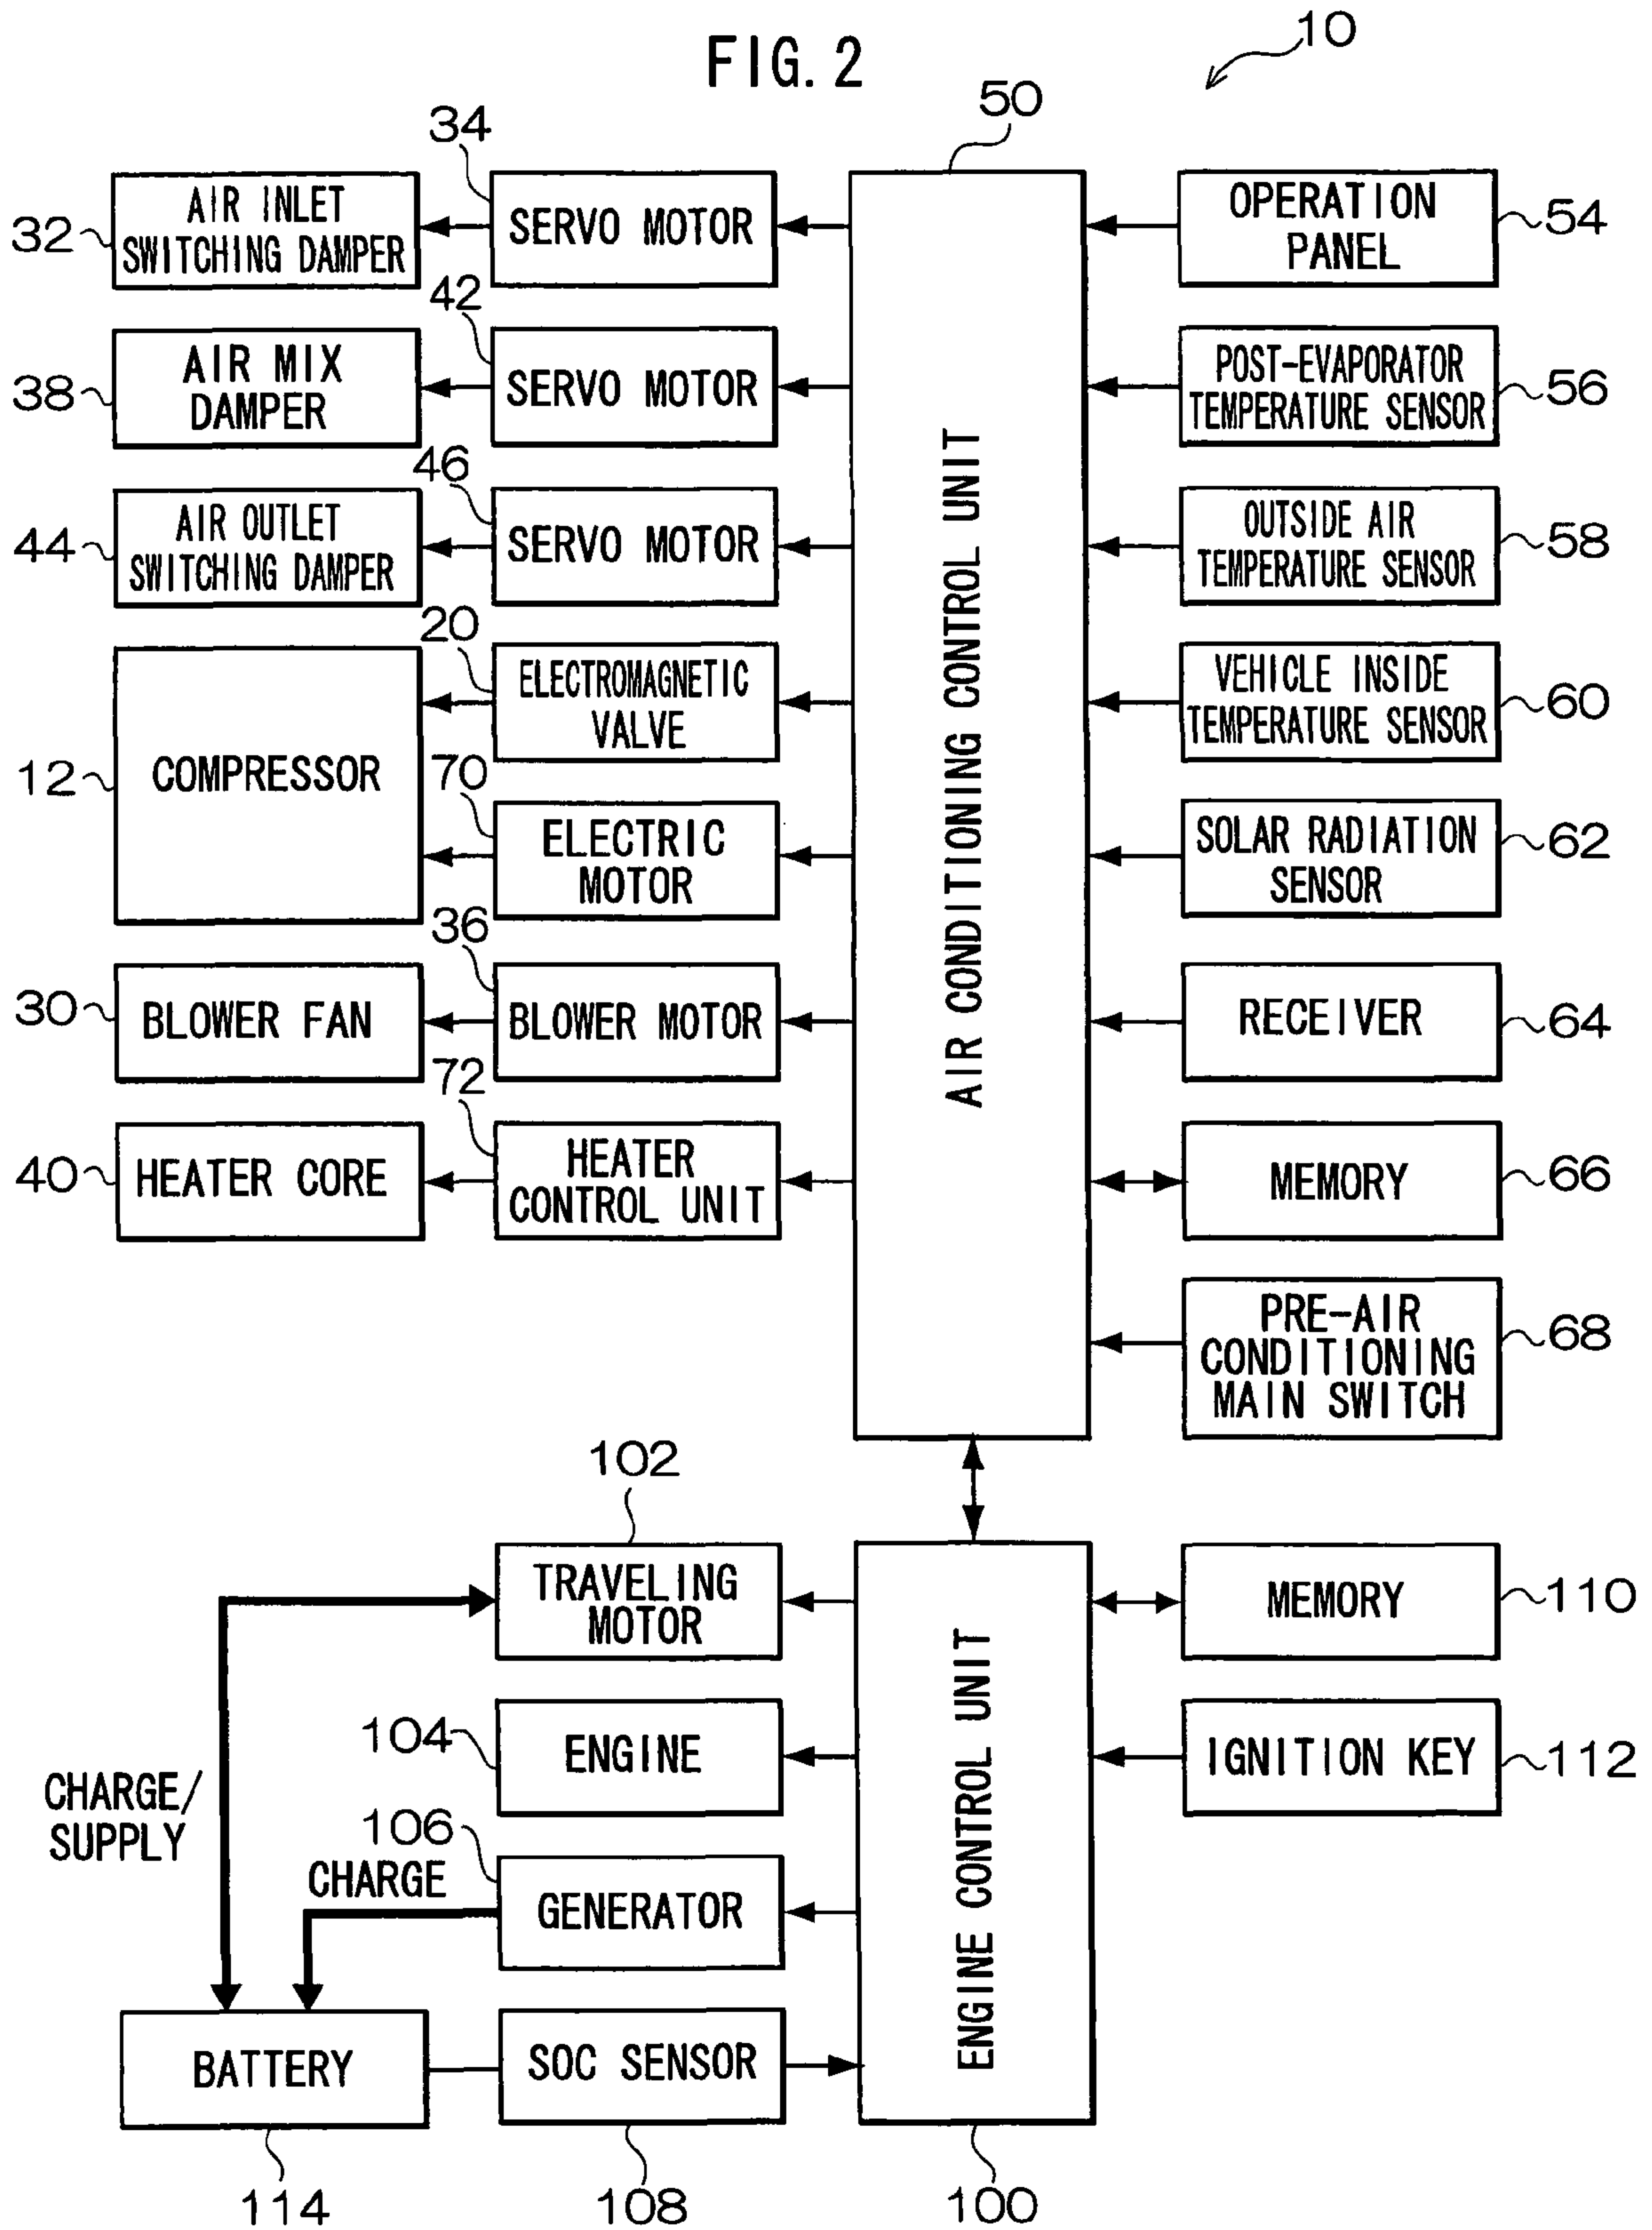 FIG. 2
10
50
34
32
AIR INLET
SWITCHING DAMPER
SERVO MOTOR
OPERATION
PANEL
54
42
38
AIR MIX
DAMPER
SERVO MOTOR
POST-EVAPORATOR
TEMPERATURE SENSOR
56
46
44
AIR OUTLET
SWITCHING DAMPER
SERVO MOTOR
OUTSIDE AIR
TEMPERATURE SENSOR
58
20
12
COMPRESSOR
ELECTROMAGNETIC
VALVE
VEHICLE INSIDE
TEMPERATURE SENSOR
60
70
ELECTRIC
MOTOR
SOLAR RADIATION
SENSOR
62
AIR CONDITIONING CONTROL UNIT
36
30
BLOWER FAN
BLOWER MOTOR
RECEIVER
64
72
40
HEATER CORE
HEATER
CONTROL UNIT
MEMORY
66
PRE-AIR
CONDITIONING
MAIN SWITCH
68
102
TRAVELING
MOTOR
MEMORY
110
104
ENGINE
IGNITION KEY
112
CHARGE/
SUPPLY
106
CHARGE
GENERATOR
ENGINE CONTROL UNIT
BATTERY
SOC SENSOR
114
108
100